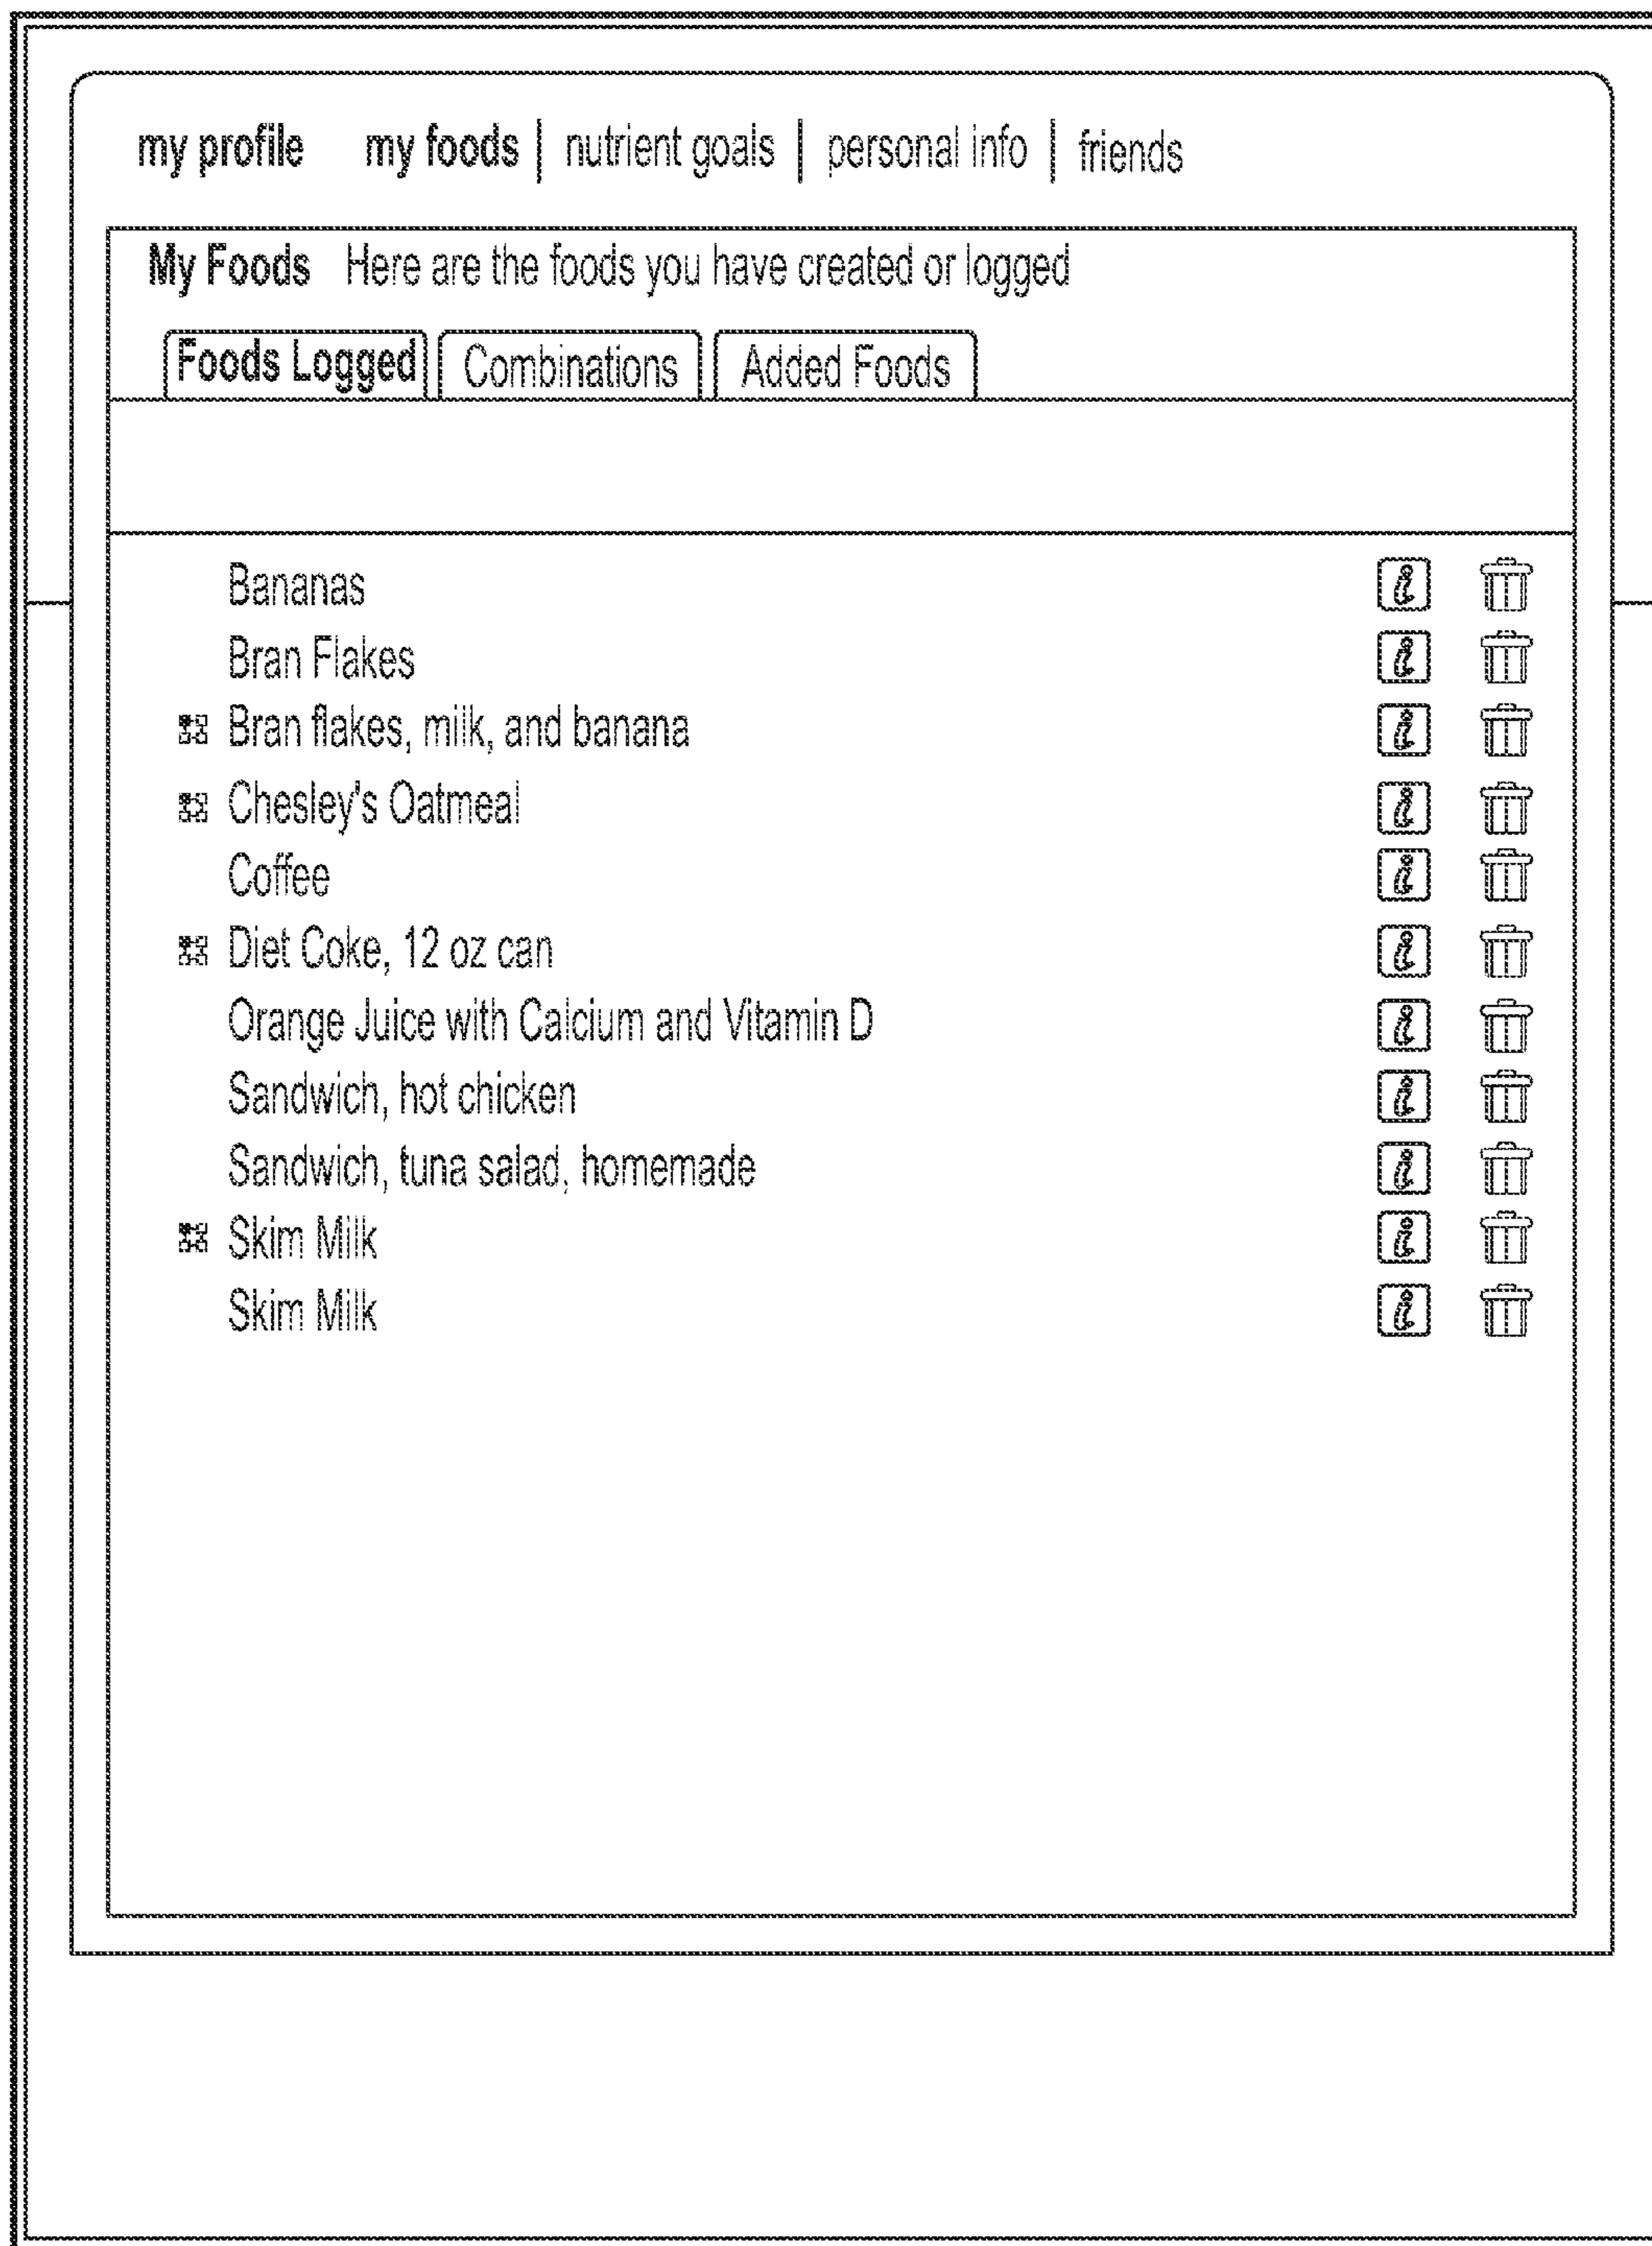 my profile my foods | nutrient goals | personal info | friends
My Foods Here are the foods you have created or logged
Foods Logged Combinations Added Foods
Bananas
Bran Flakes
Bran flakes, milk, and banana
Chesley's Oatmeal
Coffee
Diet Coke, 12 oz can
Orange Juice with Calcium and Vitamin D
Sandwich, hot chicken
Sandwich, tuna salad, homemade
Skim Milk
Skim Milk